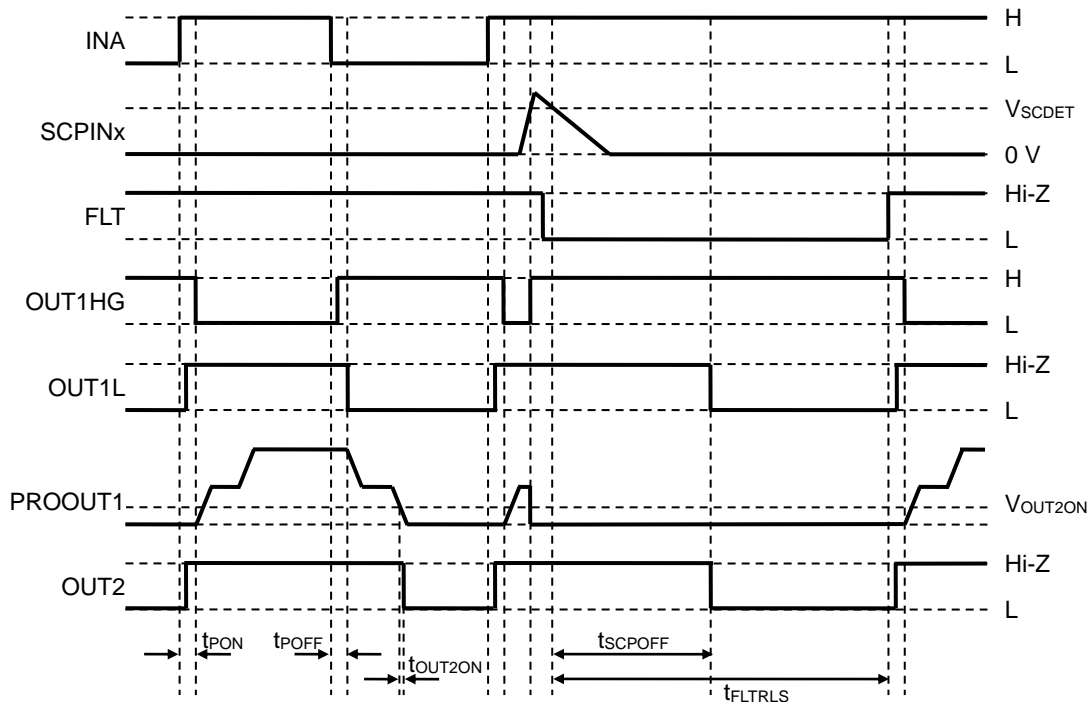 INA
H
L
SCPINx
VSCDET
0 V
FLT
Hi-Z
L
OUT1HG
H
L
OUT1L
Hi-Z
L
PROOUT1
VOUT2ON
OUT2
Hi-Z
L
tPON
tPOFF
tOUT2ON
tSCPOFF
tFLTRLS